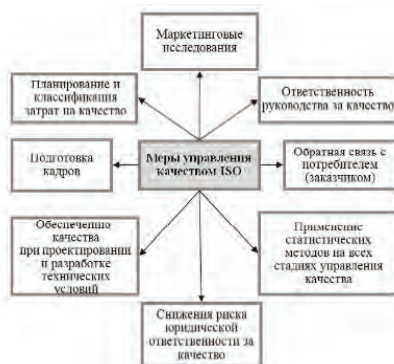 Маркетинговые
исследования
Планирование и
классификация
затрат на качество
Ответственность
руководства за качество
Подготовка
кадров
Меры управления
качеством ISO
Обратная связь с
потребителем
(заказчиком)
Обеспечению
качества
при проектировании
и разработке
технических
условий
Применение
статистических
методов на всех
стадиях управления
качества
Снижения риска
юридической
ответственности за
качество